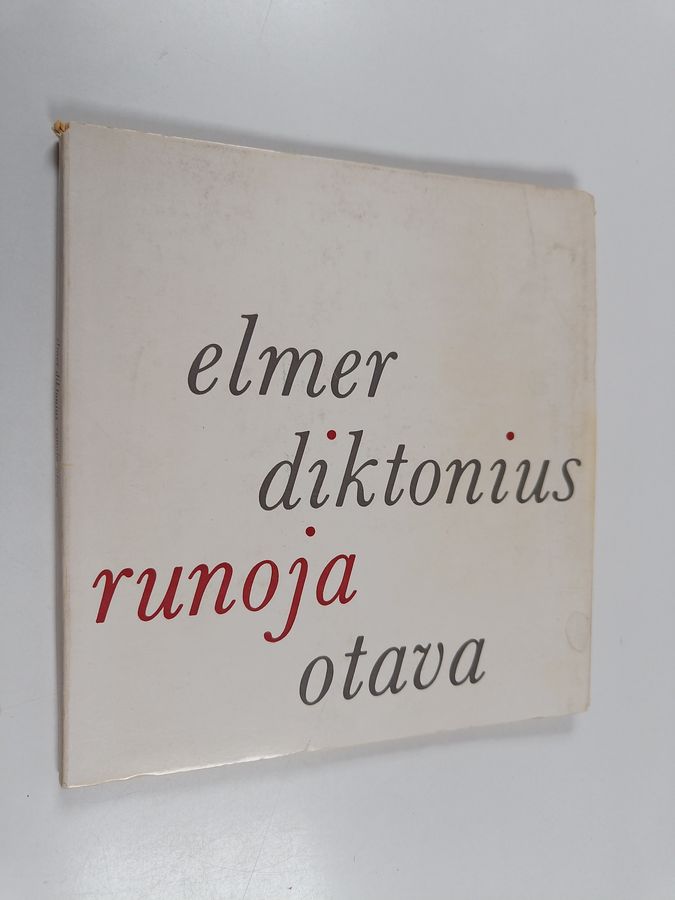 elmer
diktonius
runoja
otava